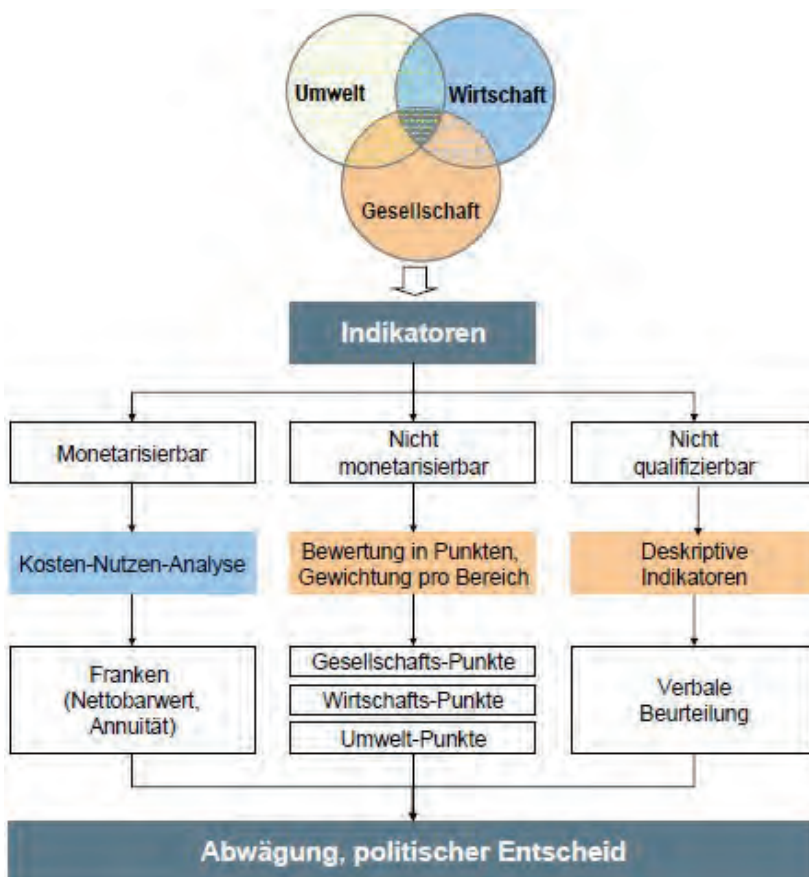 Umwelt
Wirtschaft
Gesellschaft
Indikatoren
Monetarisierbar
Nicht
monetarisierbar
Nicht
qualifizierbar
Kosten-Nutzen-Analyse
Bewertung in Punkten,
Gewichtung pro Bereich
Deskriptive
Indikatoren
Franken
(Nettobarwert,
Annuität)
Gesellschafts-Punkte
Wirtschafts-Punkte
Umwelt-Punkte
Verbale
Beurteilung
Abwägung, politischer Entscheid